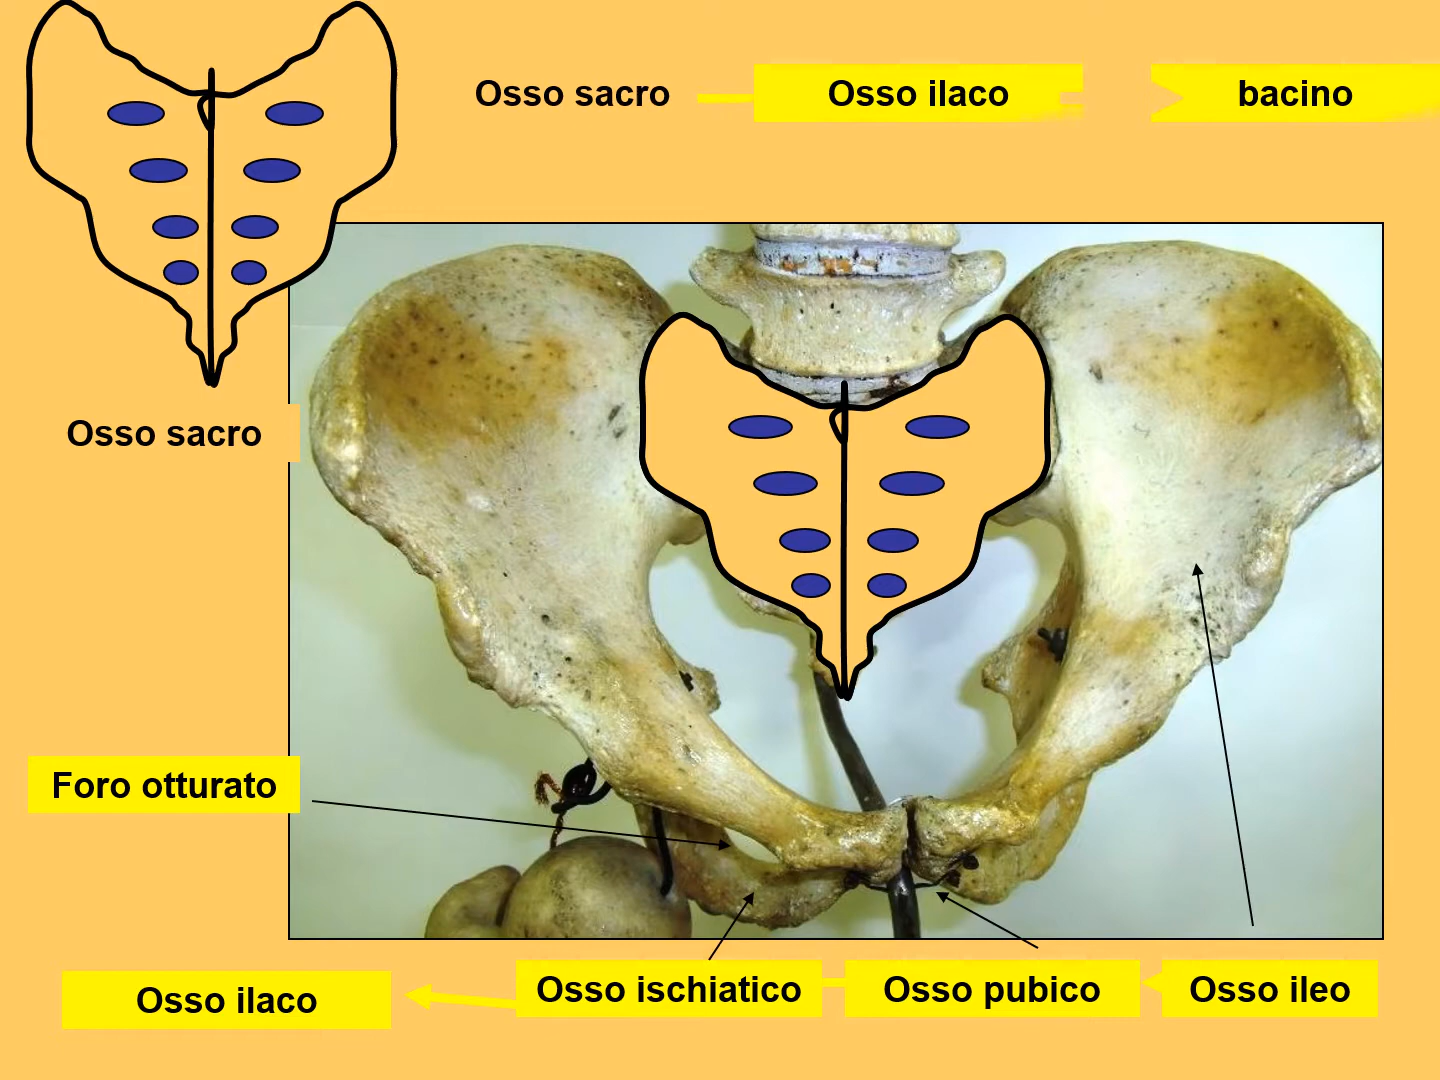 Osso sacro
Osso ilaco
bacino
Osso sacro
Foro otturato
Osso ilaco
Osso ischiatico
Osso pubico
Osso ileo